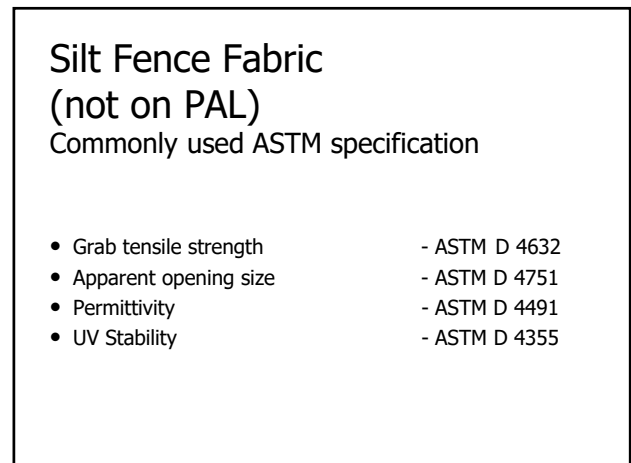 Silt Fence Fabric
(not on PAL)
Commonly used ASTM specification
• Grab tensile strength - ASTM D 4632
• Apparent opening size - ASTM D 4751
• Permittivity - ASTM D 4491
• UV Stability - ASTM D 4355